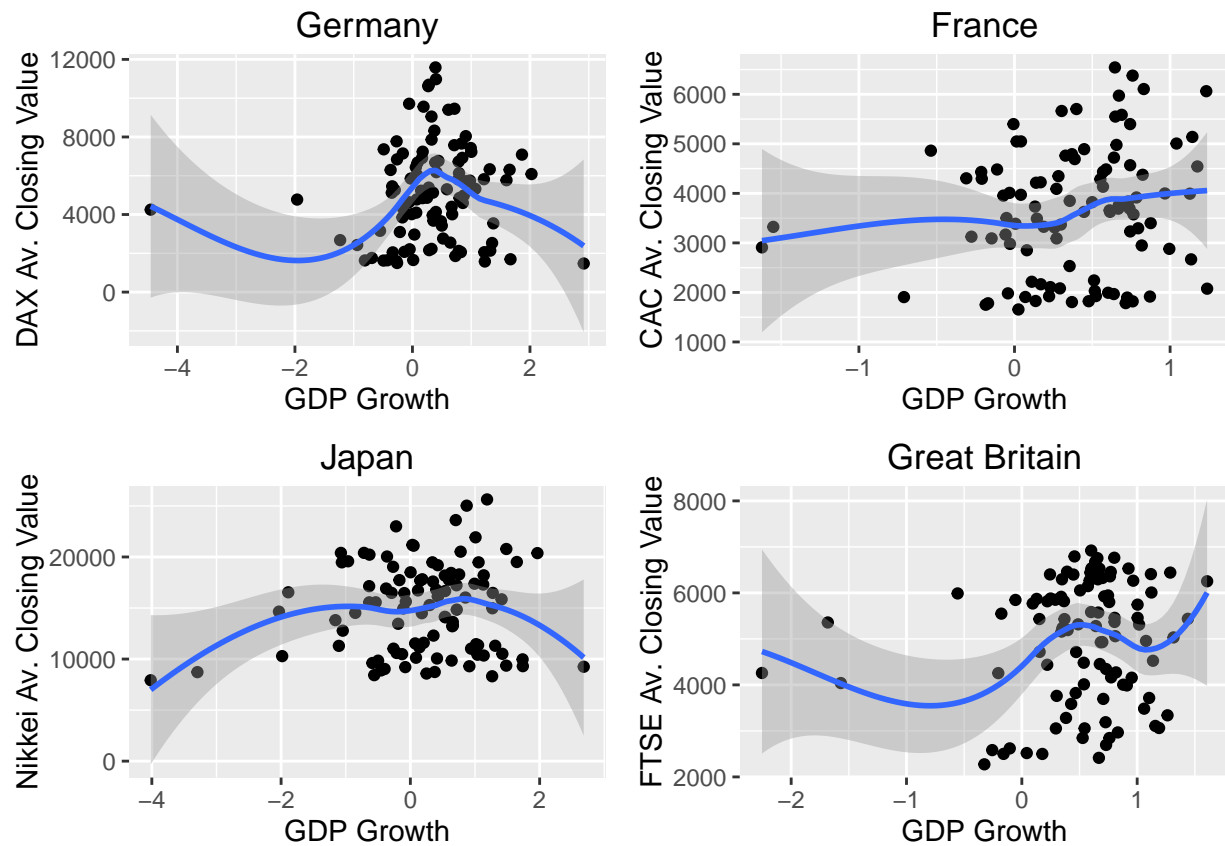 Germany
DAX Av. Closing Value
12000
8000
4000
0
−4
−2
0
2
GDP Growth
France
CAC Av. Closing Value
6000
5000
4000
3000
2000
1000
−1
0
1
GDP Growth
Japan
Nikkei Av. Closing Value
20000
10000
0
−4
−2
0
2
GDP Growth
Great Britain
FTSE Av. Closing Value
8000
6000
4000
2000
−2
−1
0
1
GDP Growth